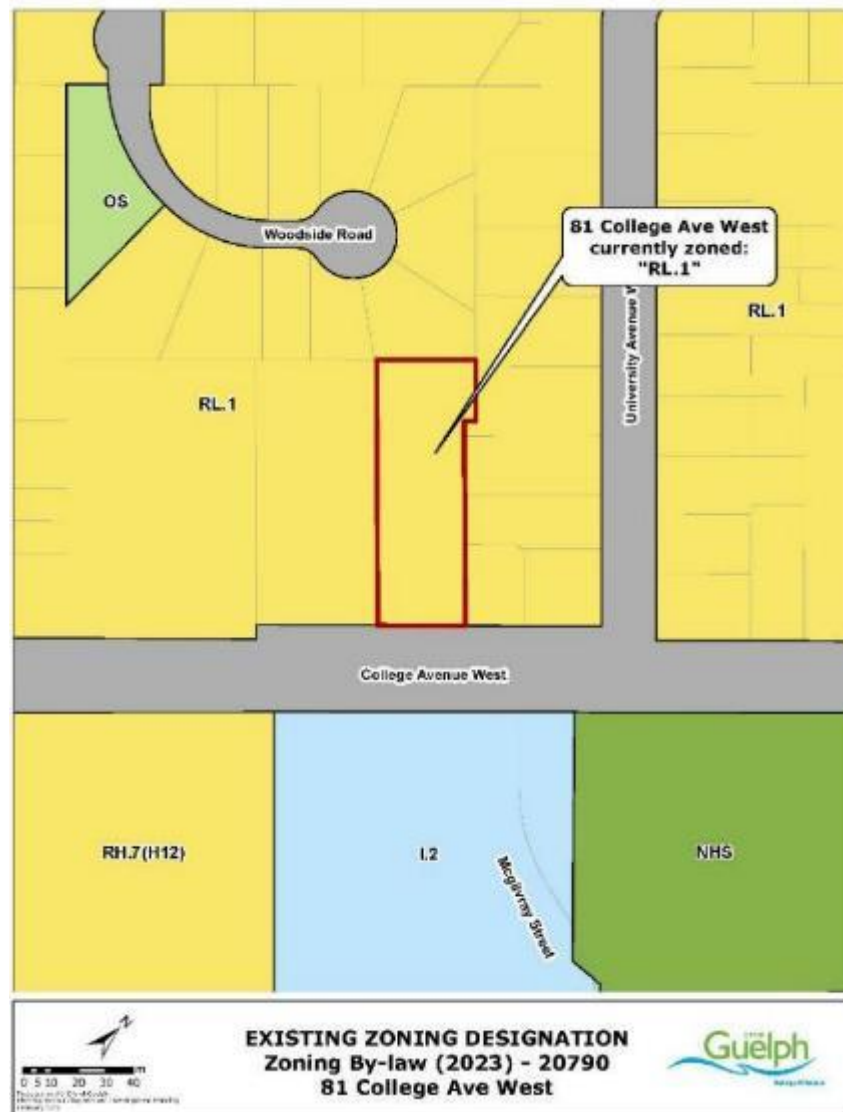 OS
Woodside Road
81 College Ave West
currently zoned:
"RL.1"
RL.1
University Avenue W
RL.1
College Avenue West
RH.7(H12)
I.2
NHS
Mcgilvray Street
EXISTING ZONING DESIGNATION
Zoning By-law (2023) - 20790
81 College Ave West
N
m
0 5 10 20 30 40
Guelph